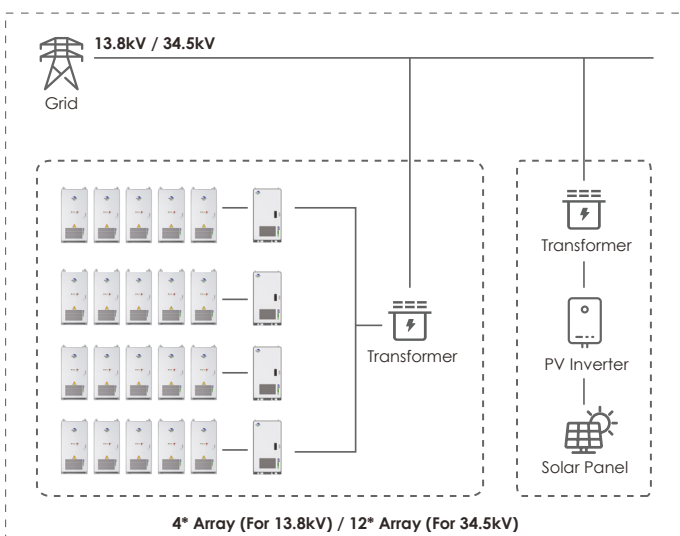 13.8kV / 34.5kV
Grid
Transformer
Transformer
PV Inverter
Solar Panel
4* Array (For 13.8kV) / 12* Array (For 34.5kV)